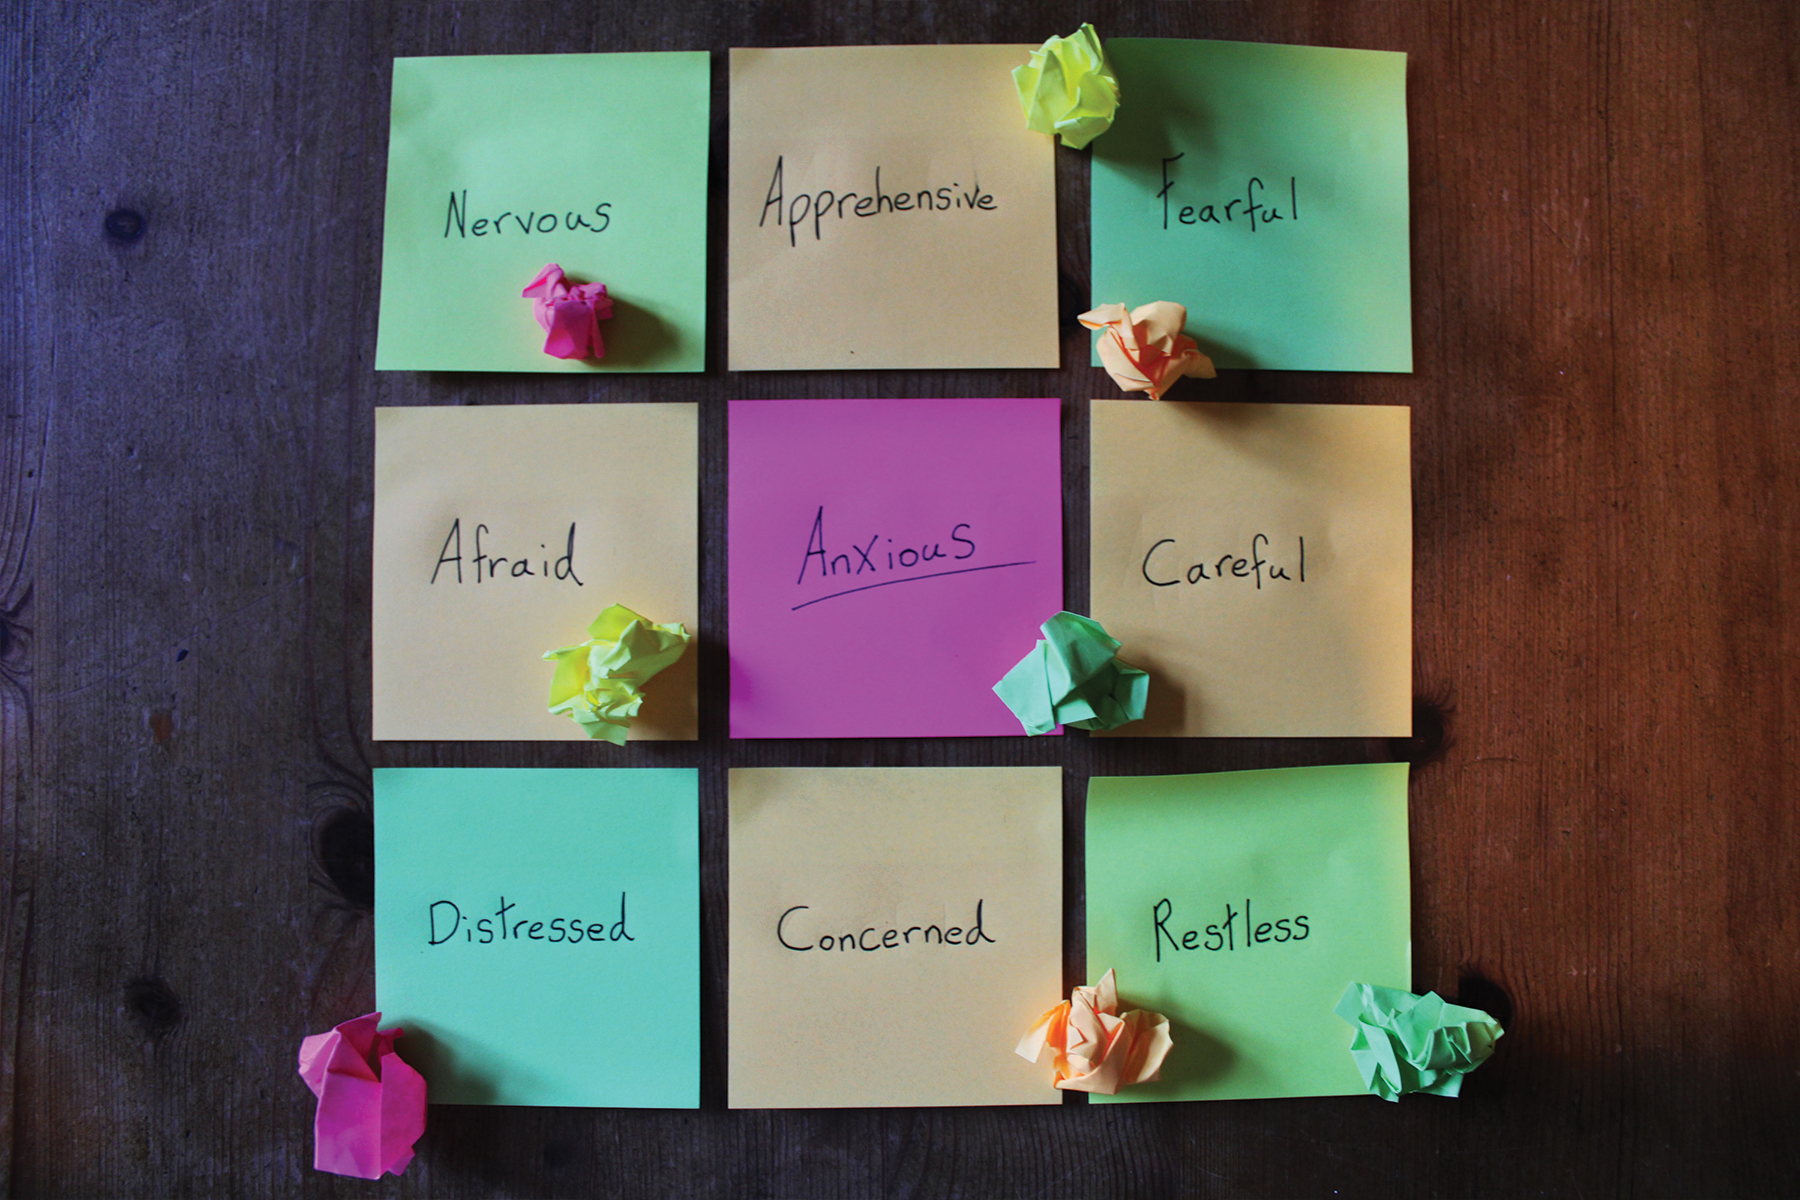 Nervous
Apprehensive
Fearful
Afraid
Anxious
Careful
Distressed
Concerned
Restless